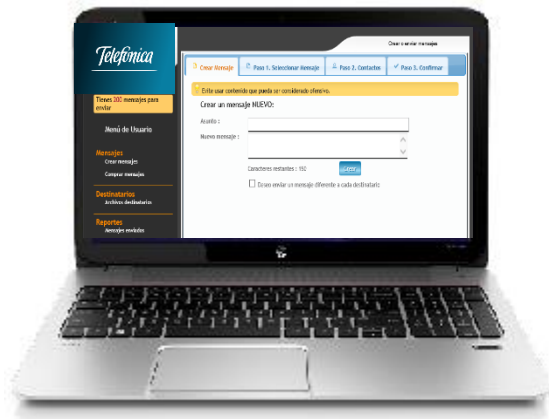 Crear o enviar mensajes
Telefónica
Crear Mensaje
Paso 1. Seleccionar mensaje
Paso 2. Contactos
Paso 3. Confirmar
Tienes 200 mensajes para
enviar
Evite usar contenido que pueda ser considerado ofensivo.
Crear un mensaje NUEVO:
Asunto :
Nuevo mensaje :
Caracteres restantes : 150
Deseo enviar un mensaje diferente a cada destinatario
Menú de Usuario
Mensajes
Crear mensajes
Comprar mensajes
Destinatarios
Archivos destinatarios
Reportes
Mensajes enviados